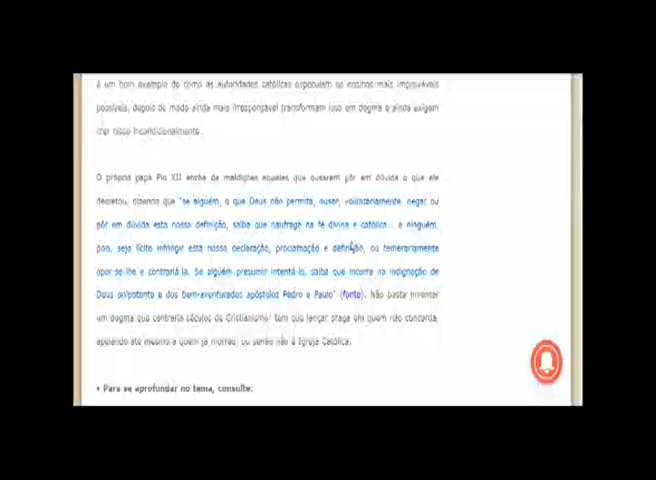 é um bom exemplo de como as autoridades católicas especulam os ensinos mais improváveis
possíveis, depois de modo ainda mais irresponsável transformam isso em dogma e ainda exigem
crer nisso incondicionalmente.
O próprio papa Pio XII enche de maldições aqueles que ousarem pôr em dúvida o que ele
decretou, dizendo que "se alguém, o que Deus não permita, ousar, voluntariamente, negar ou
pôr em dúvida esta nossa definição, saiba que naufraga na fé divina e católica... a ninguém,
pois, seja lícito infringir esta nossa declaração, proclamação e definição, ou temerariamente
opor-se-lhe e contrariá-la. Se alguém presumir intentá-lo, saiba que incorre na indignação de
Deus onipotente e dos bem-aventurados apóstolos Pedro e Paulo" (fonte). Não basta inventar
um dogma que contraria séculos de Cristianismo: tem que lançar praga em quem não concorda,
apelando até mesmo a quem já morreu, ou senão não é Igreja Católica.
• Para se aprofundar no tema, consulte: